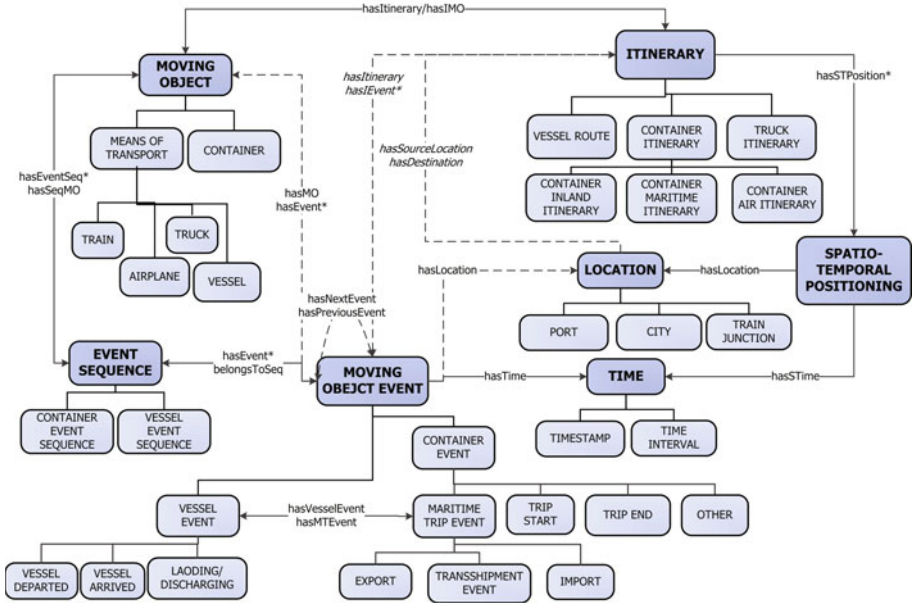 hasItinerary/hasIMO
MOVING
OBJECT
ITINERARY
hasItinerary
hasIEvent*
hasSTPosition*
MEANS OF
TRANSPORT
CONTAINER
VESSEL ROUTE
CONTAINER
ITINERARY
TRUCK
ITINERARY
hasSourceLocation
hasDestination
hasEventSeq*
hasSeqMO
hasMO
hasEvent*
CONTAINER
INLAND
ITINERARY
CONTAINER
MARITIME
ITINERARY
CONTAINER
AIR ITINERARY
TRAIN
TRUCK
AIRPLANE
VESSEL
hasLocation
LOCATION
hasLocation
SPATIO-
TEMPORAL
POSITIONING
hasNextEvent
hasPreviousEvent
PORT
CITY
TRAIN
JUNCTION
EVENT
SEQUENCE
hasEvent*
belongsToSeq
MOVING
OBEJCT EVENT
hasTime
TIME
hasSTime
CONTAINER
EVENT
SEQUENCE
VESSEL
EVENT
SEQUENCE
CONTAINER
EVENT
TIMESTAMP
TIME
INTERVAL
VESSEL
EVENT
hasVesselEvent
hasMTEvent
MARITIME
TRIP EVENT
TRIP
START
TRIP END
OTHER
VESSEL
DEPARTED
VESSEL
ARRIVED
LAODING/
DISCHARGING
EXPORT
TRANSSHIPMENT
EVENT
IMPORT